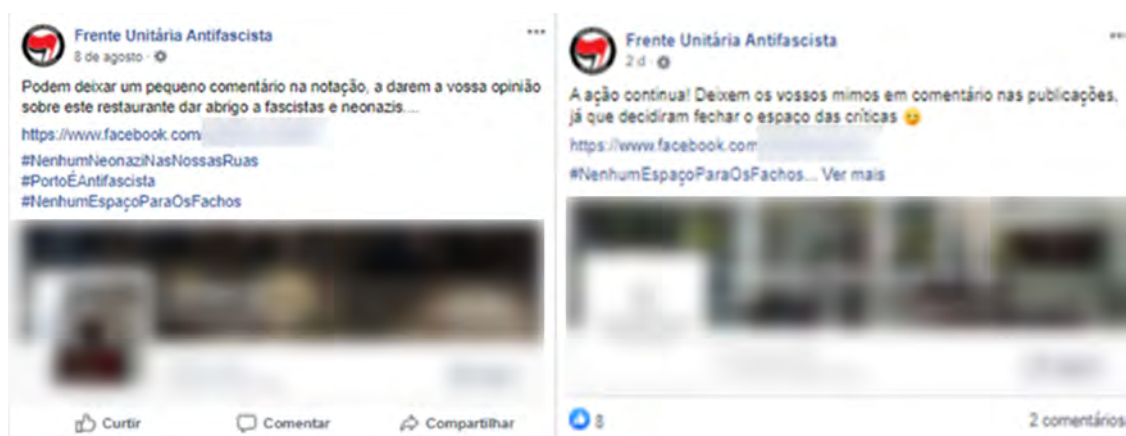 Frente Unitária Antifascista
8 de agosto ·
Podem deixar um pequeno comentário na notação, a darem a vossa opinião
sobre este restaurante dar abrigo a fascistas e neonazis....
https://www.facebook.com
#NenhumNeonaziNasNossasRuas
#PortoÉAntifascista
#NenhumEspaçoParaOsFachos
Curtir Comentar Compartilhar
Frente Unitária Antifascista
2 d ·
A ação continua! Deixem os vossos mimos em comentário nas publicações,
já que decidiram fechar o espaço das críticas 😉
https://www.facebook.com
#NenhumEspaçoParaOsFachos... Ver mais
8 2 comentários